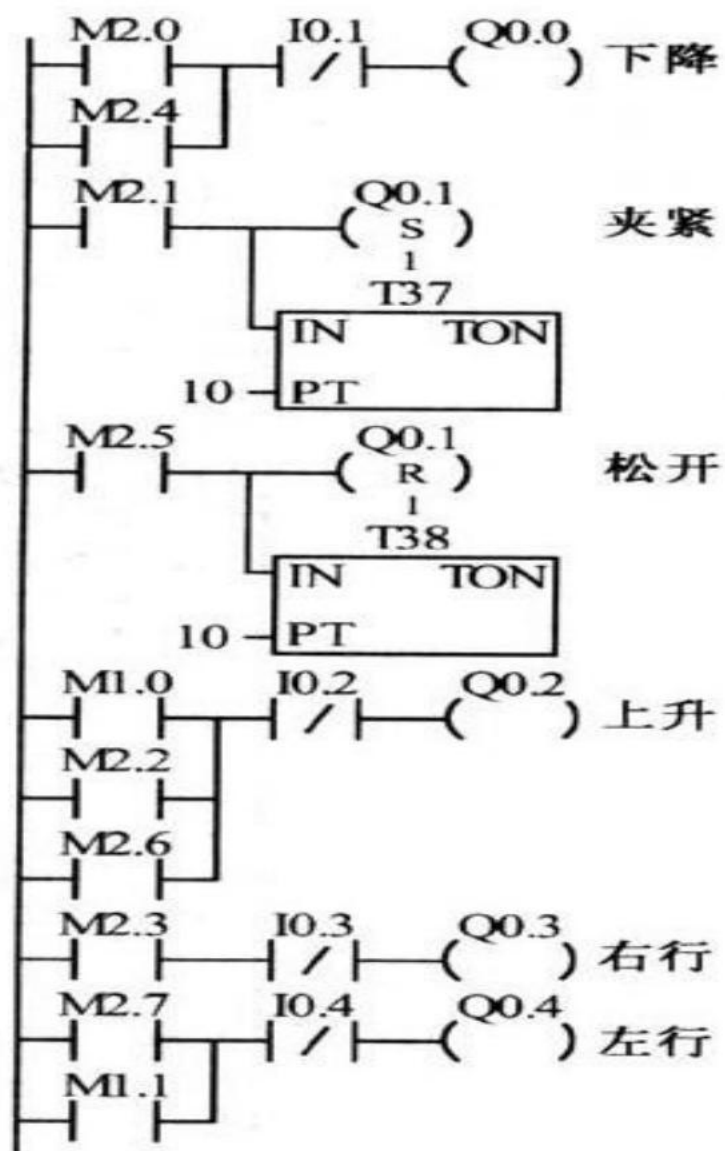 M2.0 I0.1 Q0.0 下降
M2.4
M2.1 Q0.1 夹紧
S
1
T37
IN TON
10 PT
M2.5 Q0.1 松开
R
1
T38
IN TON
10 PT
M1.0 I0.2 Q0.2 上升
M2.2
M2.6
M2.3 I0.3 Q0.3 右行
M2.7 I0.4 Q0.4 左行
M1.1